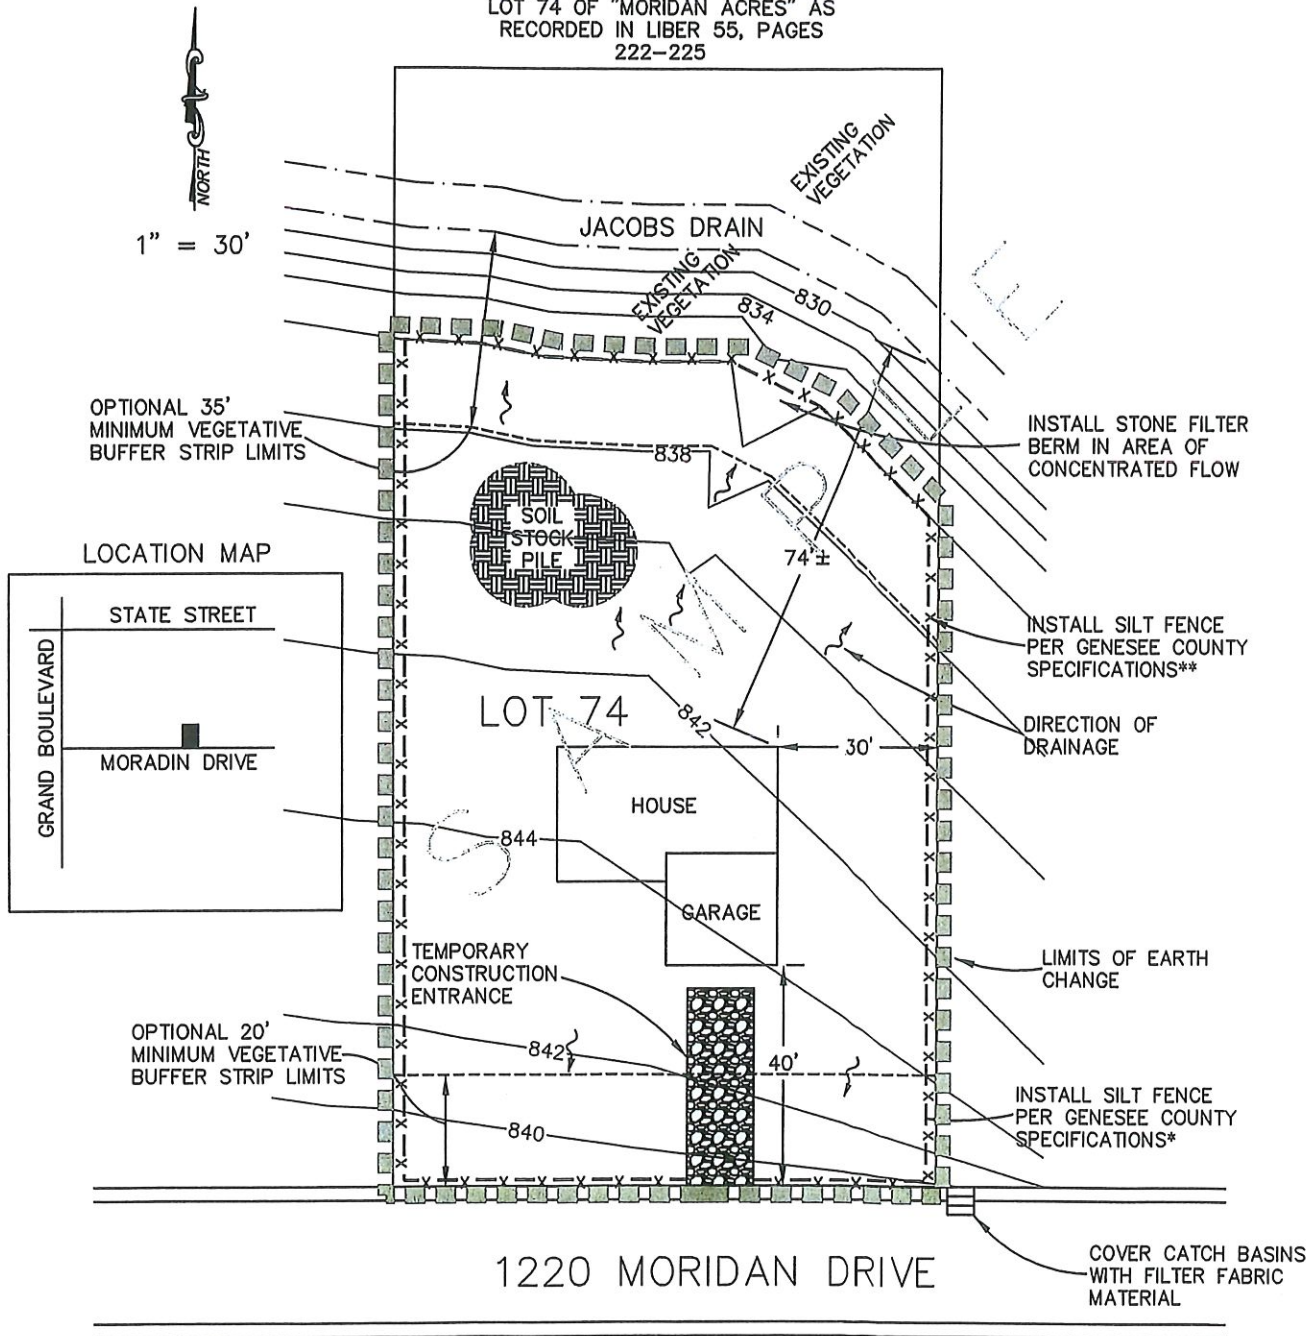 LOT 74 OF "MORIDAN ACRES" AS
RECORDED IN LIBER 55, PAGES
222-225
NORTH
1" = 30'
EXISTING
VEGETATION
JACOBS DRAIN
EXISTING
VEGETATION
830
834
OPTIONAL 35'
MINIMUM VEGETATIVE
BUFFER STRIP LIMITS
INSTALL STONE FILTER
BERM IN AREA OF
CONCENTRATED FLOW
838
SOIL
STOCK
PILE
74'±
LOCATION MAP
STATE STREET
GRAND BOULEVARD
MORADIN DRIVE
INSTALL SILT FENCE
PER GENESEE COUNTY
SPECIFICATIONS**
LOT 74
842
DIRECTION OF
DRAINAGE
30'
HOUSE
844
GARAGE
SAMPLE
TEMPORARY
CONSTRUCTION
ENTRANCE
LIMITS OF EARTH
CHANGE
OPTIONAL 20'
MINIMUM VEGETATIVE
BUFFER STRIP LIMITS
842
40'
840
INSTALL SILT FENCE
PER GENESEE COUNTY
SPECIFICATIONS*
1220 MORIDAN DRIVE
COVER CATCH BASINS
WITH FILTER FABRIC
MATERIAL